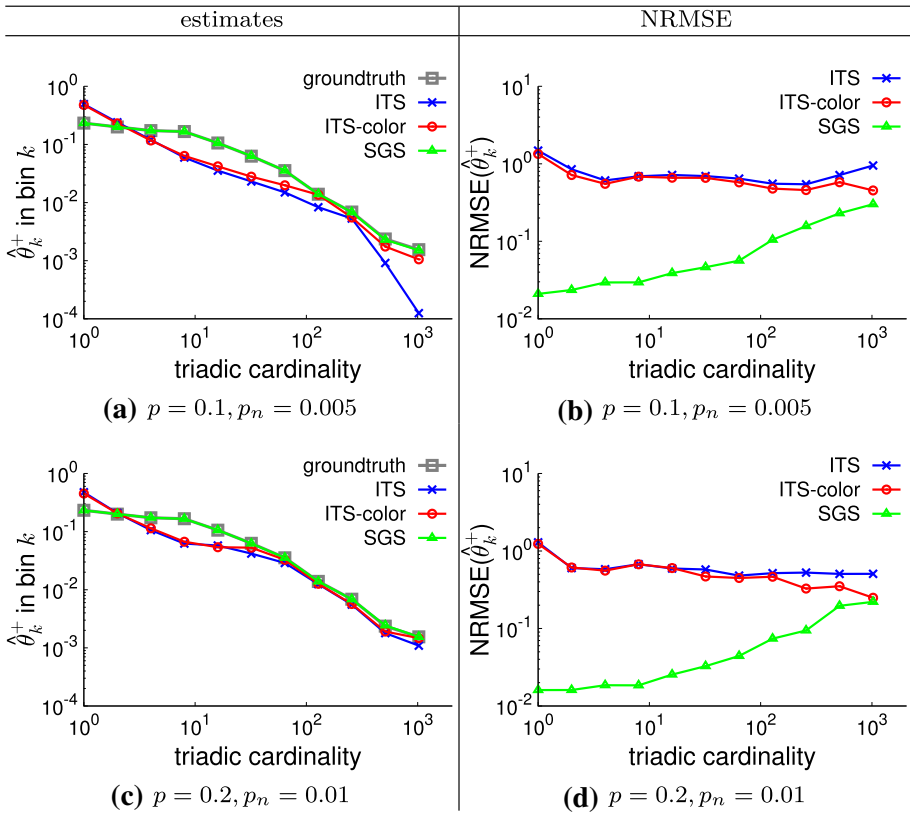 estimates
NRMSE
groundtruth
ITS
ITS-color
SGS
10^0
10^-1
10^-2
10^-3
10^-4
10^0 10^1 10^2 10^3
θ̂_k^+ in bin k
triadic cardinality
(a) p = 0.1, p_n = 0.005
ITS
ITS-color
SGS
10^1
10^0
10^-1
10^-2
10^0 10^1 10^2 10^3
NRMSE(θ̂_k^+)
triadic cardinality
(b) p = 0.1, p_n = 0.005
groundtruth
ITS
ITS-color
SGS
10^0
10^-1
10^-2
10^-3
10^-4
10^0 10^1 10^2 10^3
θ̂_k^+ in bin k
triadic cardinality
(c) p = 0.2, p_n = 0.01
ITS
ITS-color
SGS
10^1
10^0
10^-1
10^-2
10^0 10^1 10^2 10^3
NRMSE(θ̂_k^+)
triadic cardinality
(d) p = 0.2, p_n = 0.01